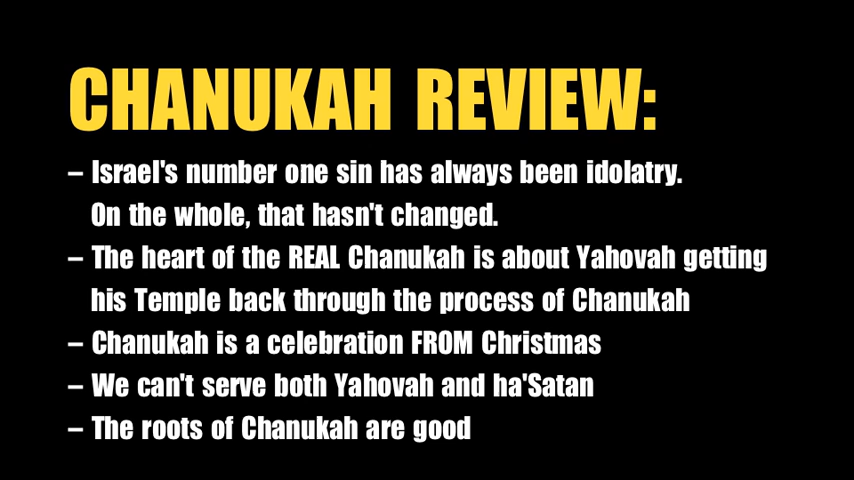 CHANUKAH REVIEW:
– Israel's number one sin has always been idolatry.
On the whole, that hasn't changed.
– The heart of the REAL Chanukah is about Yahovah getting
his Temple back through the process of Chanukah
– Chanukah is a celebration FROM Christmas
– We can't serve both Yahovah and ha'Satan
– The roots of Chanukah are good